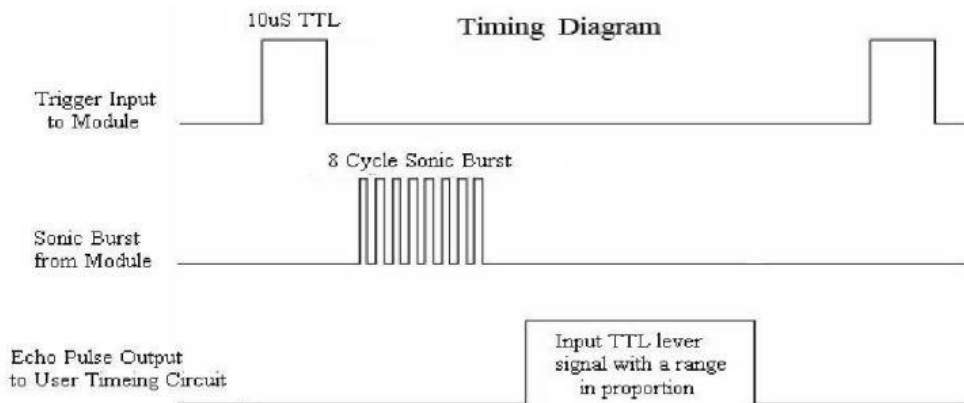 10uS TTL
Timing Diagram
Trigger Input
to Module
8 Cycle Sonic Burst
Sonic Burst
from Module
Echo Pulse Output
to User Timeing Circuit
Input TTL lever
signal with a range
in proportion